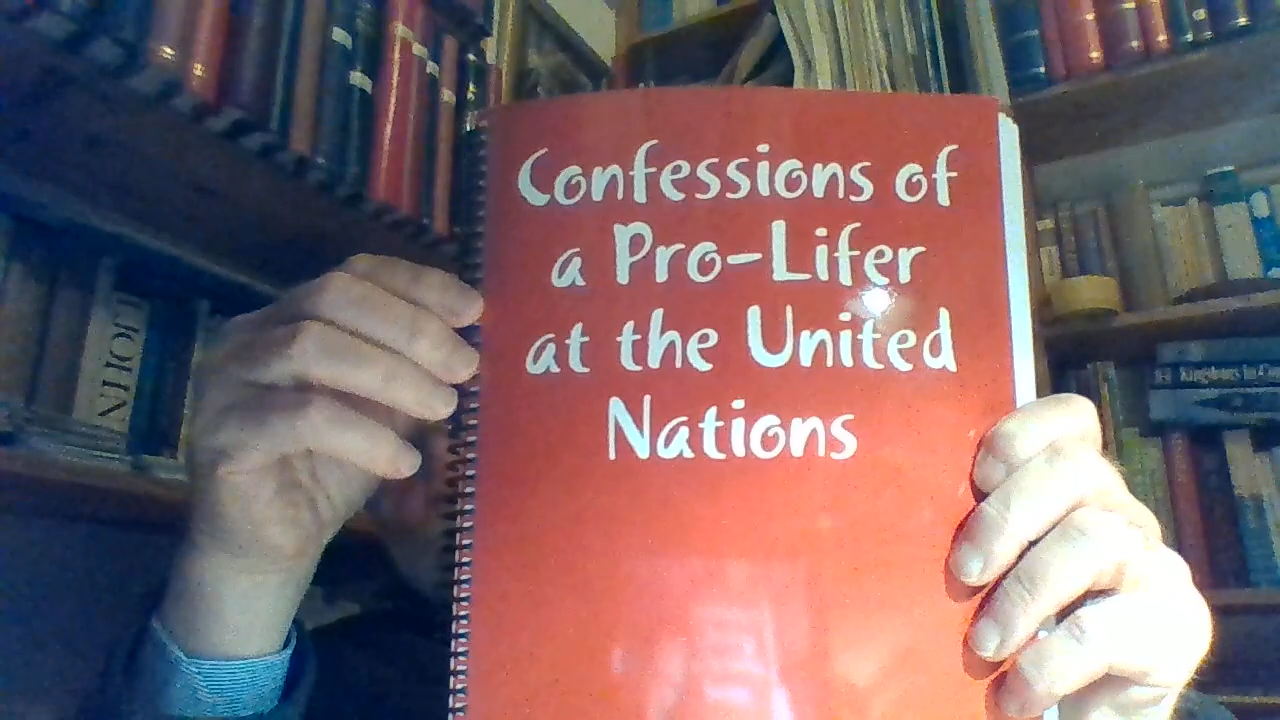 Confessions of
a Pro-Lifer
at the United
Nations